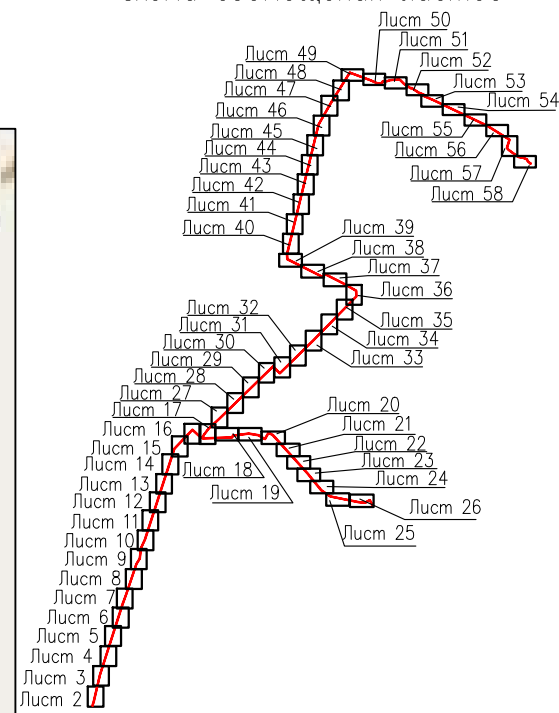 Лист 50
Лист 51
Лист 49
Лист 52
Лист 48
Лист 53
Лист 47
Лист 54
Лист 46
Лист 55
Лист 45
Лист 56
Лист 44
Лист 57
Лист 43
Лист 58
Лист 42
Лист 41
Лист 40
Лист 39
Лист 38
Лист 37
Лист 36
Лист 32
Лист 35
Лист 31
Лист 34
Лист 30
Лист 33
Лист 29
Лист 28
Лист 27
Лист 20
Лист 17
Лист 21
Лист 16
Лист 22
Лист 15
Лист 23
Лист 14
Лист 18
Лист 24
Лист 13
Лист 19
Лист 12
Лист 26
Лист 11
Лист 25
Лист 10
Лист 9
Лист 8
Лист 7
Лист 6
Лист 5
Лист 4
Лист 3
Лист 2